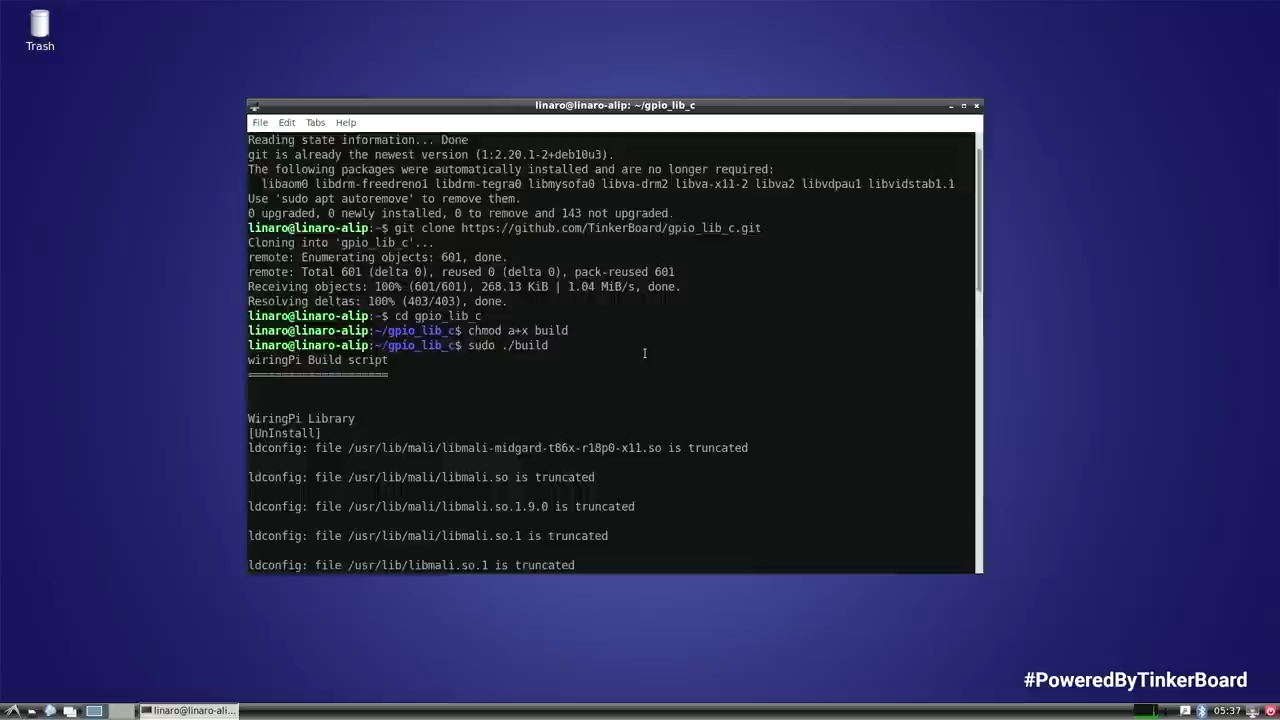 Trash
linaro@linaro-alip: ~/gpio_lib_c
File Edit Tabs Help
Reading state information... Done
git is already the newest version (1:2.20.1-2+deb10u3).
The following packages were automatically installed and are no longer required:
libaom0 libdrm-freedreno1 libdrm-tegra0 libmysofa0 libva-drm2 libva-x11-2 libva2 libvdpau1 libvidstab1.1
Use 'sudo apt autoremove' to remove them.
0 upgraded, 0 newly installed, 0 to remove and 143 not upgraded.
linaro@linaro-alip:~$ git clone https://github.com/TinkerBoard/gpio_lib_c.git
Cloning into 'gpio_lib_c'...
remote: Enumerating objects: 601, done.
remote: Total 601 (delta 0), reused 0 (delta 0), pack-reused 601
Receiving objects: 100% (601/601), 268.13 KiB | 1.04 MiB/s, done.
Resolving deltas: 100% (403/403), done.
linaro@linaro-alip:~$ cd gpio_lib_c
linaro@linaro-alip:~/gpio_lib_c$ chmod a+x build
linaro@linaro-alip:~/gpio_lib_c$ sudo ./build
wiringPi Build script
=====================
WiringPi Library
[UnInstall]
ldconfig: file /usr/lib/mali/libmali-midgard-t86x-r18p0-x11.so is truncated
ldconfig: file /usr/lib/mali/libmali.so is truncated
ldconfig: file /usr/lib/mali/libmali.so.1.9.0 is truncated
ldconfig: file /usr/lib/mali/libmali.so.1 is truncated
ldconfig: file /usr/lib/libmali.so.1 is truncated
#PoweredByTinkerBoard
linaro@linaro-ali...
05:37